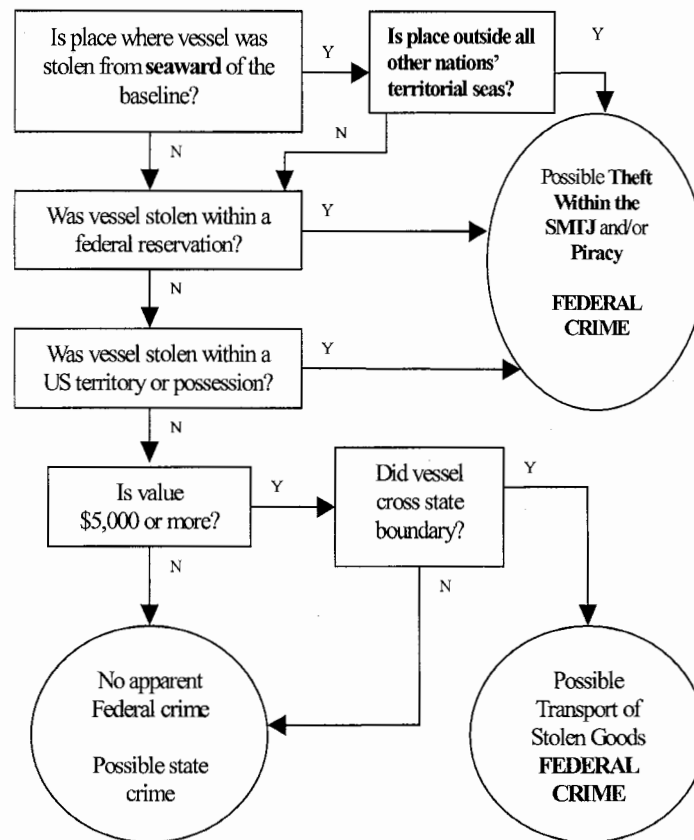 Is place where vessel was
stolen from seaward of the
baseline?
Y
Is place outside all
other nations'
territorial seas?
Y
N
N
Possible Theft
Within the
SMTJ and/or
Piracy
FEDERAL
CRIME
Was vessel stolen within a
federal reservation?
Y
N
Was vessel stolen within a
US territory or possession?
Y
N
Is value
$5,000 or more?
Y
Did vessel
cross state
boundary?
Y
N
N
No apparent
Federal crime
Possible state
crime
Possible
Transport of
Stolen Goods
FEDERAL
CRIME